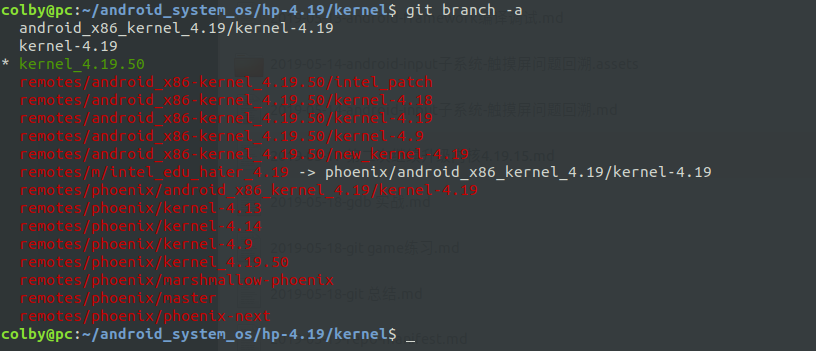 colby@pc:~/android_system_os/hp-4.19/kernel$ git branch -a
android_x86_kernel_4.19/kernel-4.19
kernel-4.19
* kernel_4.19.50
remotes/android_x86-kernel_4.19.50/intel_patch
remotes/android_x86-kernel_4.19.50/kernel-4.18
remotes/android_x86-kernel_4.19.50/kernel-4.19
remotes/android_x86-kernel_4.19.50/kernel-4.9
remotes/android_x86-kernel_4.19.50/new_kernel-4.19
remotes/m/intel_edu_haier_4.19 -> phoenix/android_x86_kernel_4.19/kernel-4.19
remotes/phoenix/android_x86_kernel_4.19/kernel-4.19
remotes/phoenix/kernel-4.13
remotes/phoenix/kernel-4.14
remotes/phoenix/kernel-4.9
remotes/phoenix/kernel_4.19.50
remotes/phoenix/marshmallow-phoenix
remotes/phoenix/master
remotes/phoenix/phoenix-next
colby@pc:~/android_system_os/hp-4.19/kernel$ _